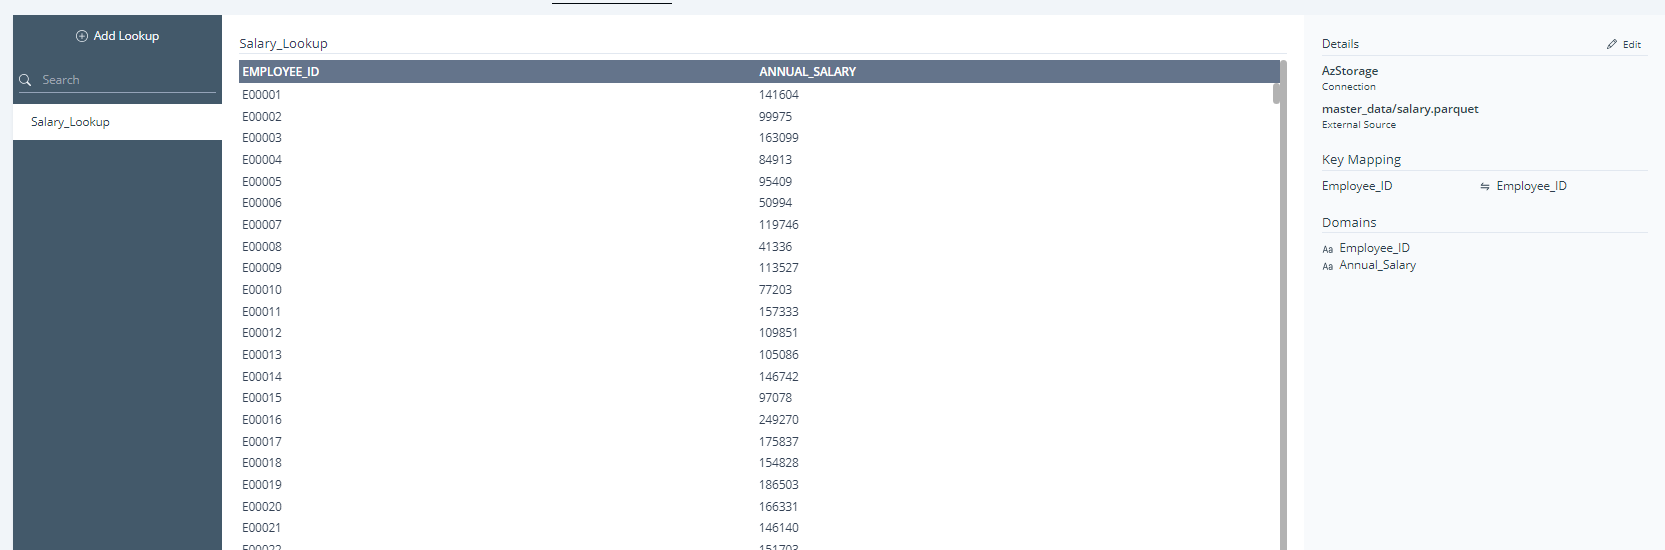 Add Lookup
Search
Salary_Lookup
Salary_Lookup
EMPLOYEE_ID ANNUAL_SALARY
E00001 141604
E00002 99975
E00003 163099
E00004 84913
E00005 95409
E00006 50994
E00007 119746
E00008 41336
E00009 113527
E00010 77203
E00011 157333
E00012 109851
E00013 105086
E00014 146742
E00015 97078
E00016 249270
E00017 175837
E00018 154828
E00019 186503
E00020 166331
E00021 146140
E00022 151703
Details Edit
AzStorage
Connection
master_data/salary.parquet
External Source
Key Mapping
Employee_ID ⇋ Employee_ID
Domains
Aa Employee_ID
Aa Annual_Salary